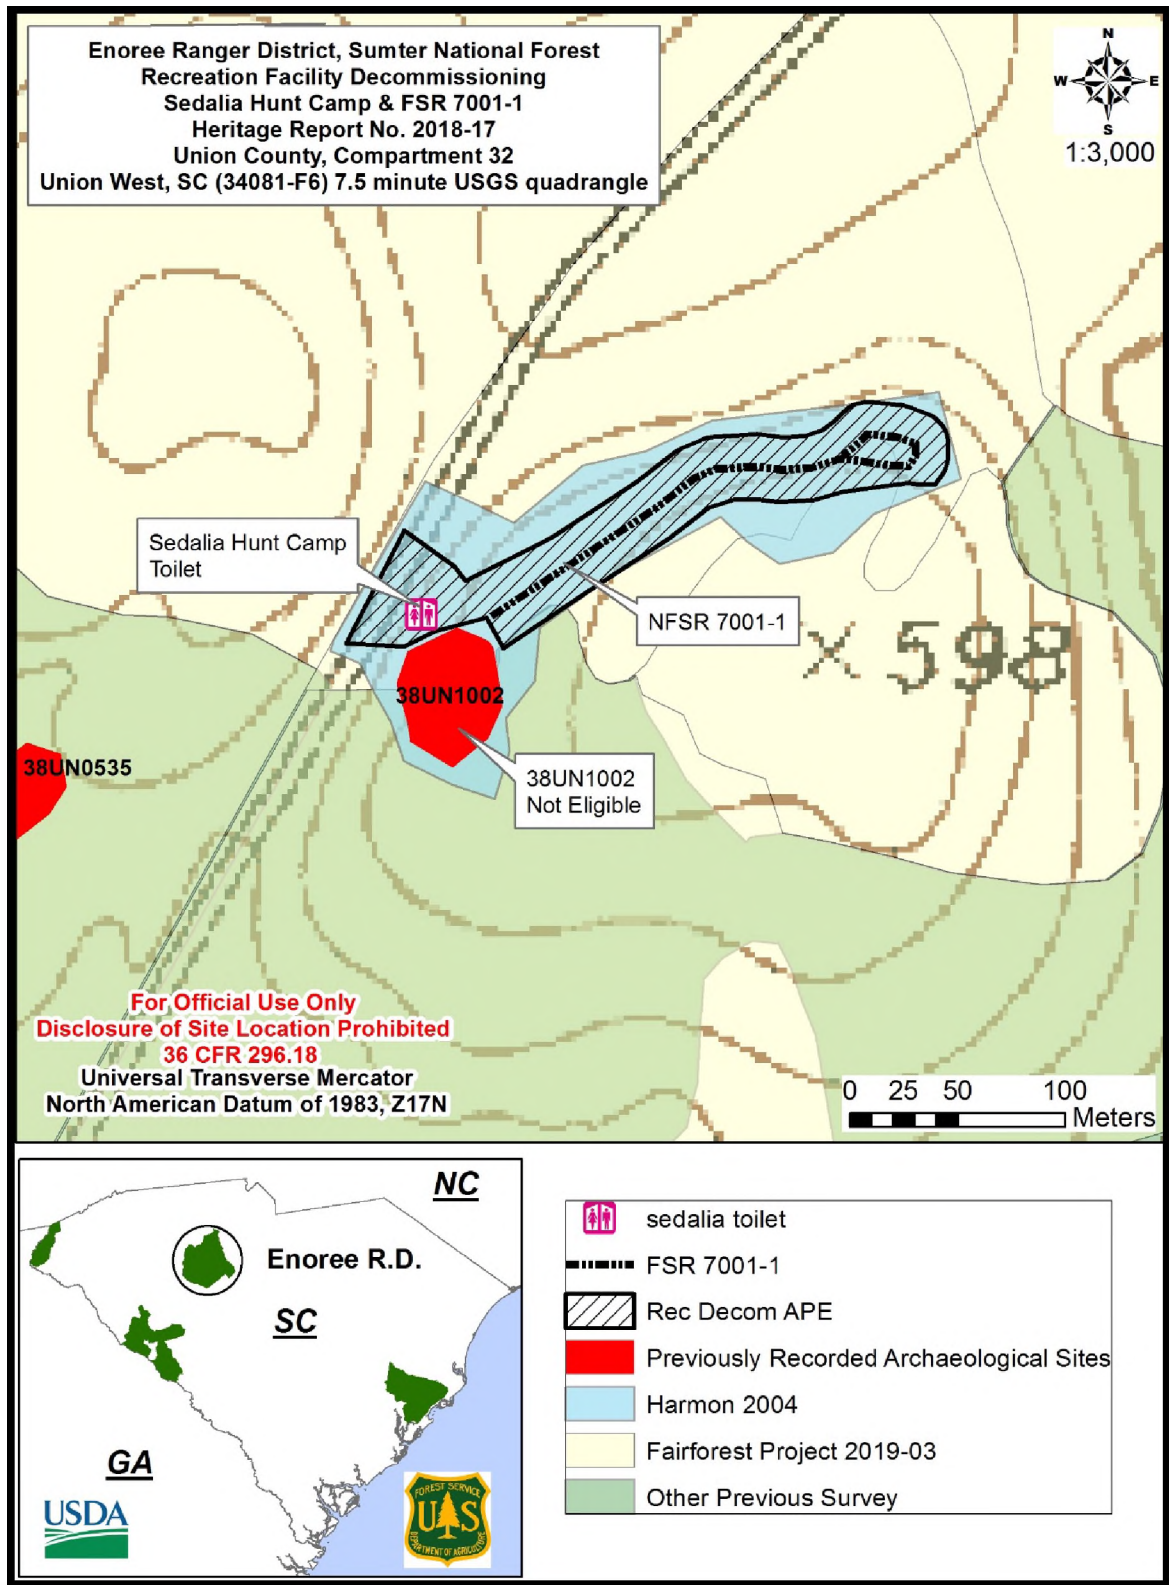 Enoree Ranger District, Sumter National Forest
Recreation Facility Decommissioning
Sedalia Hunt Camp & FSR 7001-1
Heritage Report No. 2018-17
Union County, Compartment 32
Union West, SC (34081-F6) 7.5 minute USGS quadrangle
N
W
E
S
1:3,000
Sedalia Hunt Camp
Toilet
NFSR 7001-1
x 598
38UN1002
38UN0535
38UN1002
Not Eligible
For Official Use Only
Disclosure of Site Location Prohibited
36 CFR 296.18
Universal Transverse Mercator
North American Datum of 1983, Z17N
0 25 50 100
Meters
NC
Enoree R.D.
SC
GA
USDA
FOREST SERVICE
U S
DEPARTMENT OF AGRICULTURE
sedalia toilet
FSR 7001-1
Rec Decom APE
Previously Recorded Archaeological Sites
Harmon 2004
Fairforest Project 2019-03
Other Previous Survey